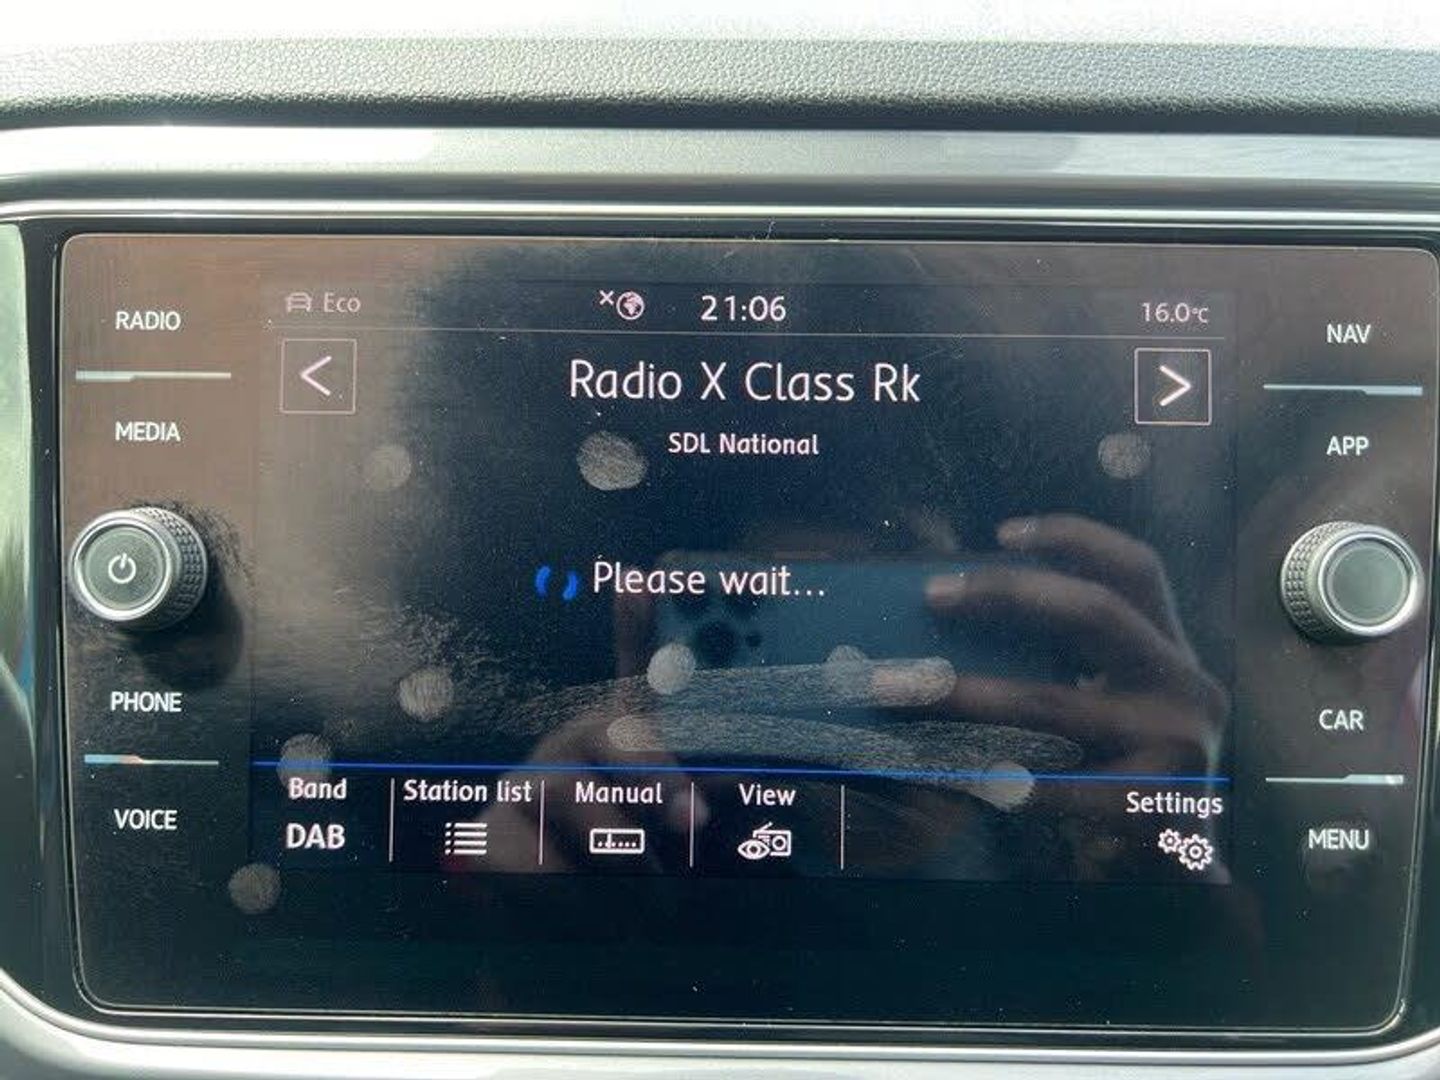 RADIO
MEDIA
PHONE
VOICE
Eco
21:06
16.0°C
Radio X Class Rk
SDL National
Please wait...
Band
DAB
Station list
Manual
View
Settings
NAV
APP
CAR
MENU